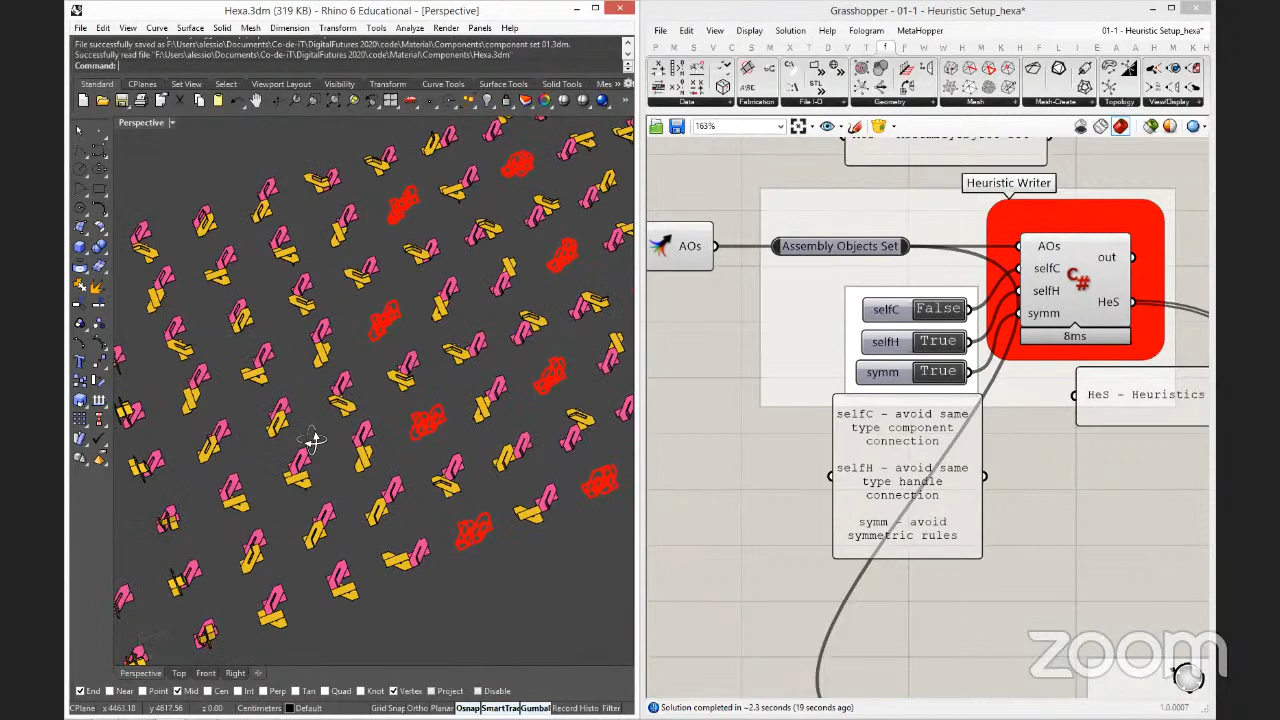 Hexa.3dm (319 KB) - Rhino 6 Educational - [Perspective]
File Edit View Curve Surface Solid Mesh Dimension Transform Tools Analyze Render Panels Help
File successfully saved as F:\Users\alessio\Documents\Co-de-iT\DigitalFutures 2020\code\Material\Components\component set 01.3dm.
Successfully read file "F:\Users\alessio\Documents\Co-de-iT\DigitalFutures 2020\code\Material\Components\Hexa.3dm"
Command:
Standard CPlanes Set View Display Select Viewport Layout Visibility Transform Curve Tools Surface Tools Solid Tools Mes »
Perspective
Perspective Top Front Right
End Near Point Mid Cen Int Perp Tan Quad Knot Vertex Project Disable
CPlane x 4463.18 y 4617.56 z 0.00 Centimeters Default Grid Snap Ortho Planar Osnap SmartTrac Gumbal Record Histo Filter
Grasshopper - 01-1 - Heuristic Setup_hexa*
File Edit View Display Solution Help Fologram MetaHopper 01-1 - Heuristic Setup_hexa*
Data Fabrication File I-O Geometry Mesh Mesh-Create Topology View/Display
163%
Heuristic Writer
AOs
Assembly Objects Set
AOs
selfC
selfH
symm
out
HeS
8ms
selfC False
selfH True
symm True
HeS - Heuristics
selfC - avoid same
type component
connection
selfH - avoid same
type handle
connection
symm - avoid
symmetric rules
zoom
Solution completed in ~2.3 seconds (19 seconds ago)
1.0.0007